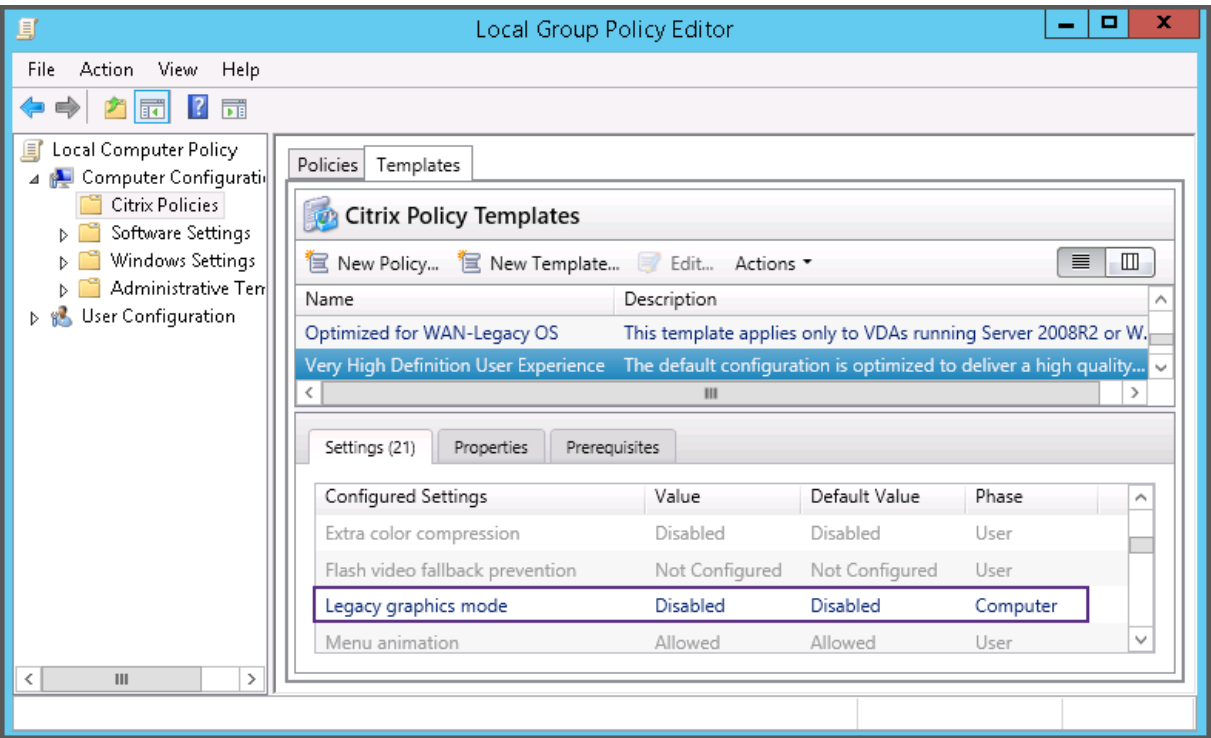 Local Group Policy Editor
File Action View Help
Local Computer Policy
Computer Configurati
Citrix Policies
Software Settings
Windows Settings
Administrative Tem
User Configuration
Policies Templates
Citrix Policy Templates
New Policy... New Template... Edit... Actions
Name Description
Optimized for WAN-Legacy OS This template applies only to VDAs running Server 2008R2 or W.
Very High Definition User Experience The default configuration is optimized to deliver a high quality...
Settings (21) Properties Prerequisites
Configured Settings Value Default Value Phase
Extra color compression Disabled Disabled User
Flash video fallback prevention Not Configured Not Configured User
Legacy graphics mode Disabled Disabled Computer
Menu animation Allowed Allowed User